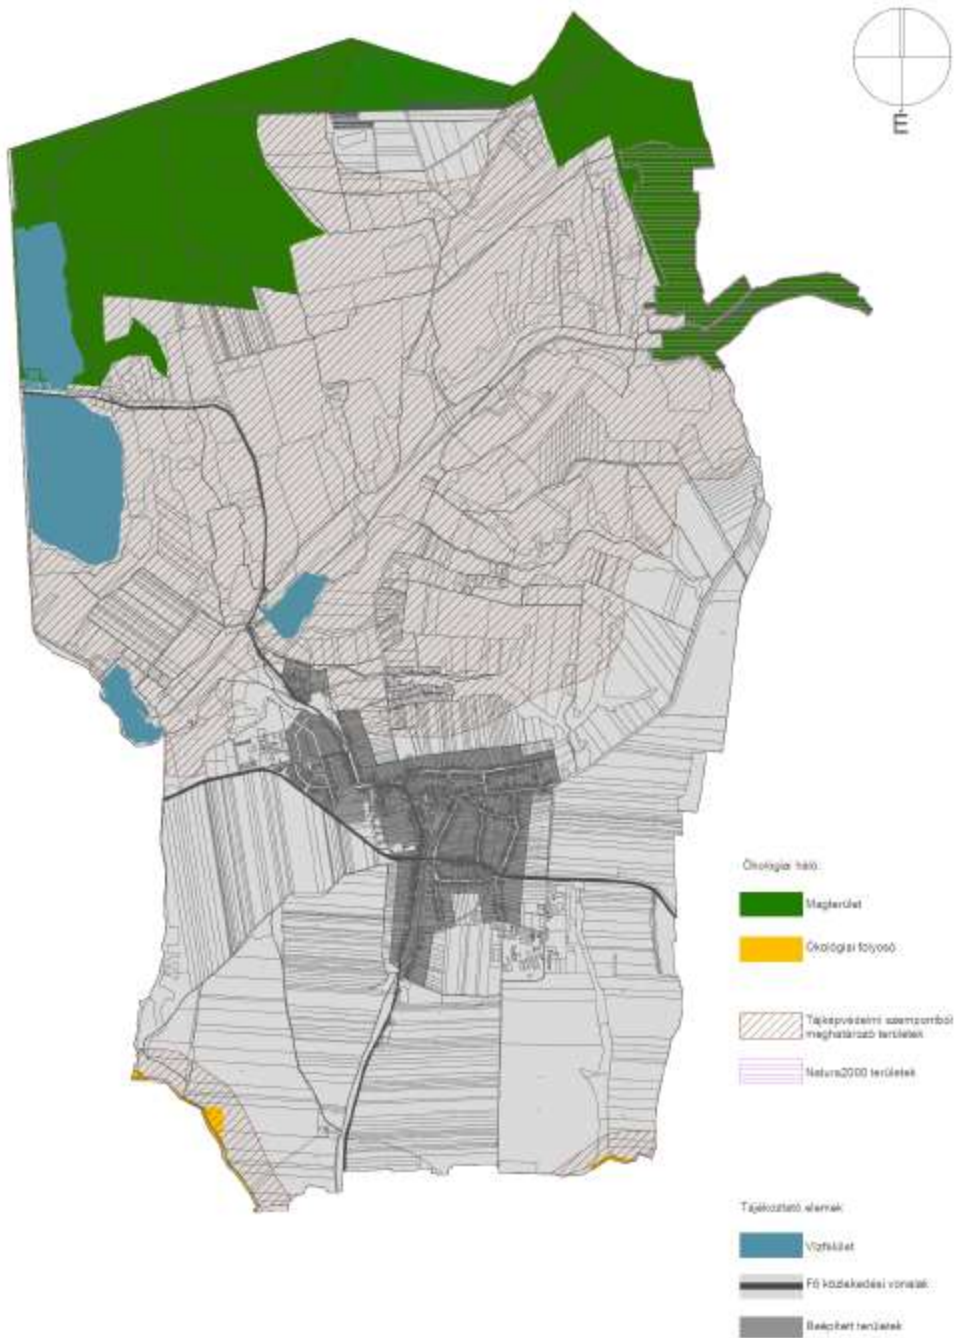 É
Ökológiai háló:
Magterület
Ökológiai folyosó
Tájképvédelmi szempontból
meghatározó területek
Natura2000 területek
Tájékoztató elemek:
Vízfelület
Fő közlekedési vonalak
Beépített területek